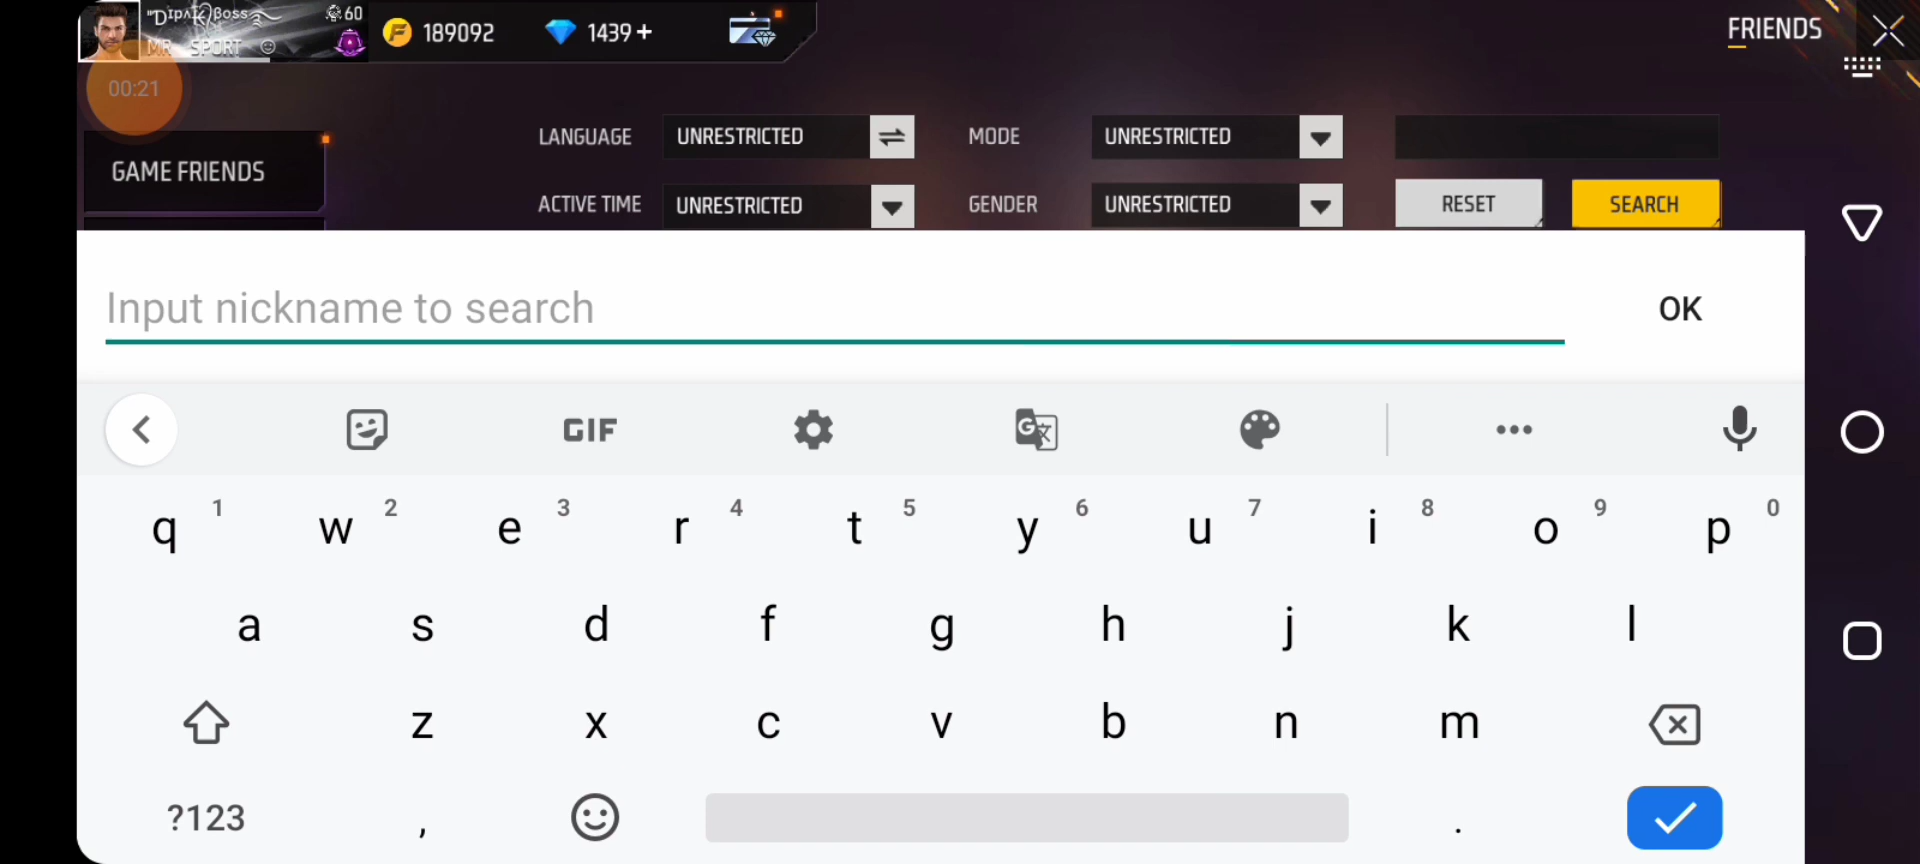 "DɪpᴧҠ)βoss
60
189092
1439+
FRIENDS
MR SPORT
00:21
LANGUAGE UNRESTRICTED MODE UNRESTRICTED
GAME FRIENDS
ACTIVE TIME UNRESTRICTED GENDER UNRESTRICTED RESET SEARCH
Input nickname to search OK
GIF
q 1 w 2 e 3 r 4 t 5 y 6 u 7 i 8 o 9 p 0
a s d f g h j k l
z x c v b n m
?123 , .